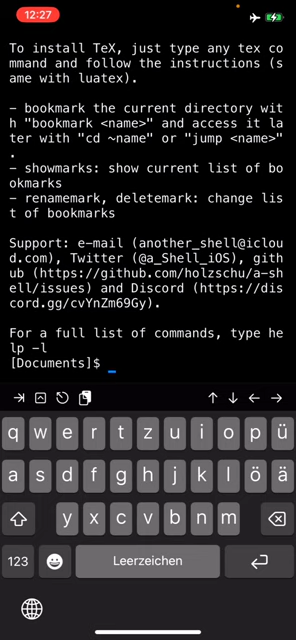 12:27
To install TeX, just type any tex co
mmand and follow the instructions (s
ame with luatex).
- bookmark the current directory wit
h "bookmark <name>" and access it la
ter with "cd ~name" or "jump <name>"
.
- showmarks: show current list of bo
okmarks
- renamemark, deletemark: change lis
t of bookmarks
Support: e-mail (another_shell@iclou
d.com), Twitter (@a_Shell_iOS), gith
ub (https://github.com/holzschu/a-sh
ell/issues) and Discord (https://dis
cord.gg/cvYnZm69Gy).
For a full list of commands, type he
lp -l
[Documents]$
q w e r t z u i o p ü
a s d f g h j k l ö ä
y x c v b n m
123 Leerzeichen